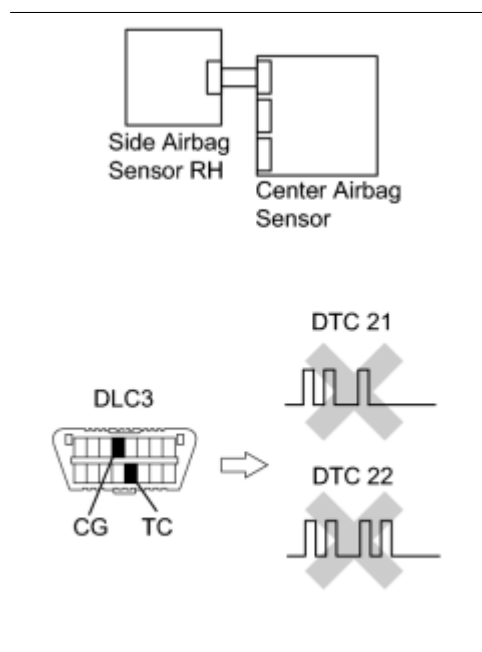 Side Airbag
Sensor RH
Center Airbag
Sensor
DTC 21
DLC3
DTC 22
CG
TC